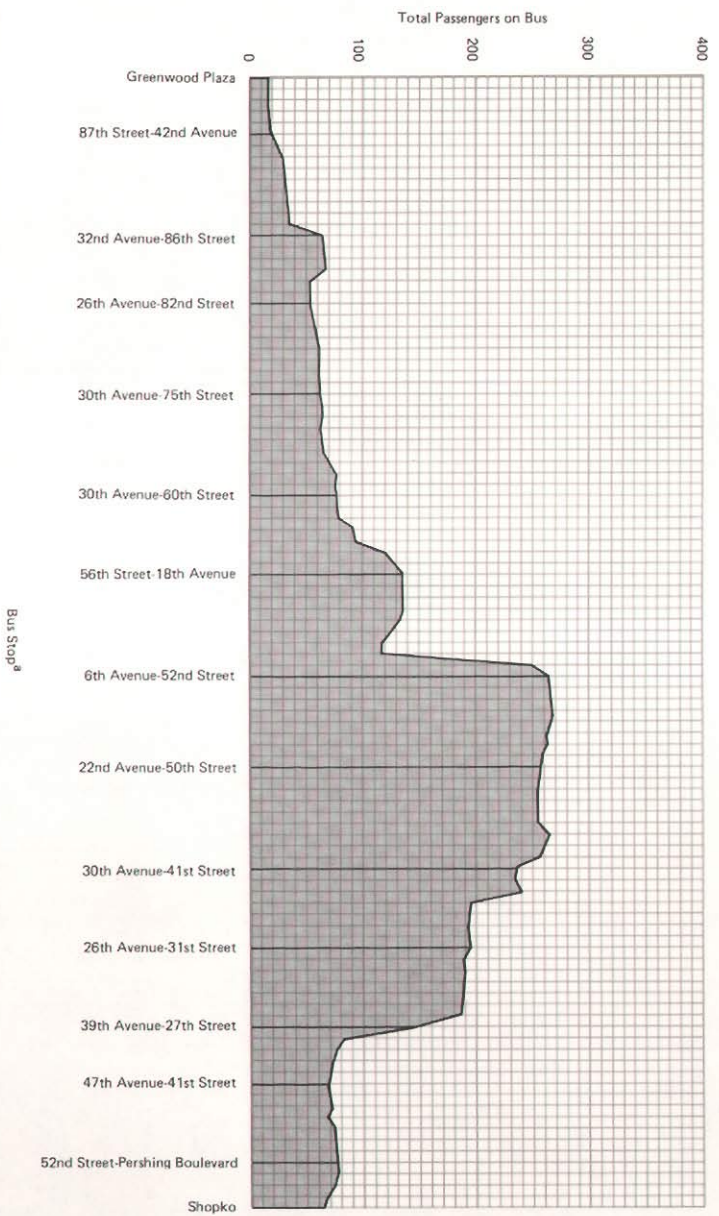 Total Passengers on Bus
0
100
200
300
400
Greenwood Plaza
87th Street-42nd Avenue
32nd Avenue-86th Street
26th Avenue-82nd Street
30th Avenue-75th Street
30th Avenue-60th Street
56th Street-18th Avenue
6th Avenue-52nd Street
22nd Avenue-50th Street
30th Avenue-41st Street
26th Avenue-31st Street
39th Avenue-27th Street
47th Avenue-41st Street
52nd Street-Pershing Boulevard
Shopko
Bus Stopᵃ